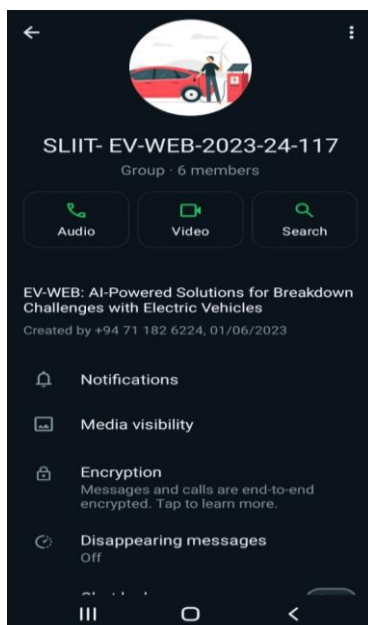 SLIIT- EV-WEB-2023-24-117
Group · 6 members
Audio Video Search
EV-WEB: AI-Powered Solutions for Breakdown
Challenges with Electric Vehicles
Created by +94 71 182 6224, 01/06/2023
Notifications
Media visibility
Encryption
Messages and calls are end-to-end
encrypted. Tap to learn more.
Disappearing messages
Off